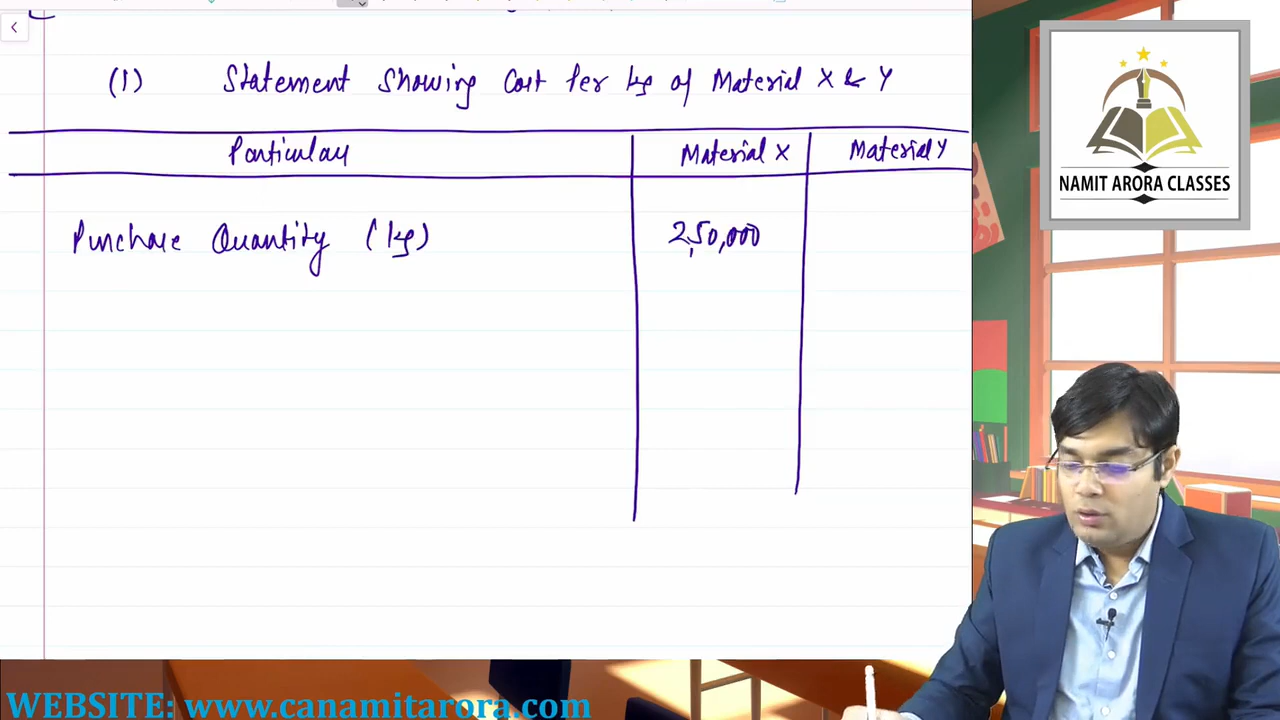 (1) Statement Showing Cost Per kg of Material X & Y
Particulars Material X Material Y
Purchase Quantity (kg) 2,50,000
NAMIT ARORA CLASSES
WEBSITE: www.canamitarora.com